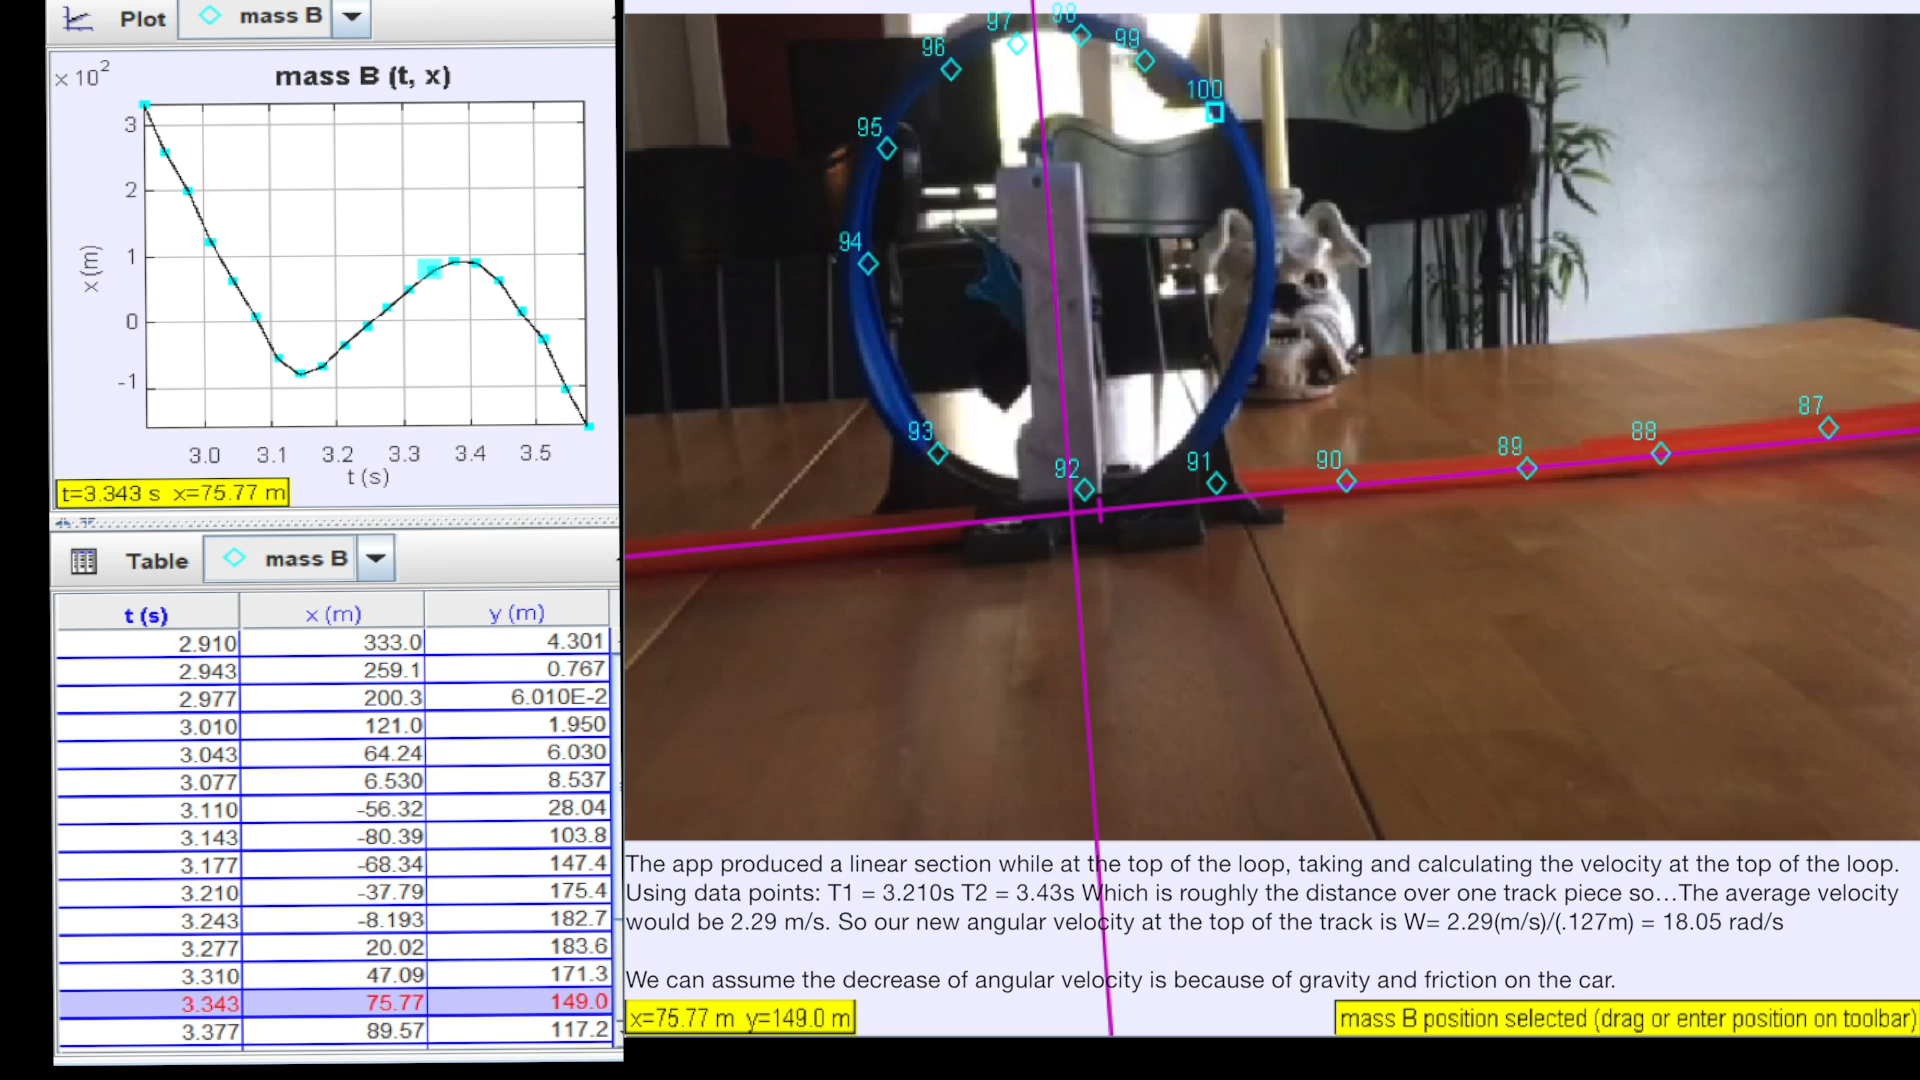 Plot mass B
×10²
mass B (t, x)
3
2
1
0
-1
x (m)
3.0 3.1 3.2 3.3 3.4 3.5
t (s)
t=3.343 s x=75.77 m
Table mass B
t (s) x (m) y (m)
2.910 333.0 4.301
2.943 259.1 0.767
2.977 200.3 6.010E-2
3.010 121.0 1.950
3.043 64.24 6.030
3.077 6.530 8.537
3.110 -56.32 28.04
3.143 -80.39 103.8
3.177 -68.34 147.4
3.210 -37.79 175.4
3.243 -8.193 182.7
3.277 20.02 183.6
3.310 47.09 171.3
3.343 75.77 149.0
3.377 89.57 117.2
98
97
99
96
100
95
94
87
88
93
89
90
91
92
The app produced a linear section while at the top of the loop, taking and calculating the velocity at the top of the loop.
Using data points: T1 = 3.210s T2 = 3.43s Which is roughly the distance over one track piece so...The average velocity
would be 2.29 m/s. So our new angular velocity at the top of the track is W= 2.29(m/s)/(.127m) = 18.05 rad/s
We can assume the decrease of angular velocity is because of gravity and friction on the car.
x=75.77 m y=149.0 m
mass B position selected (drag or enter position on toolbar)